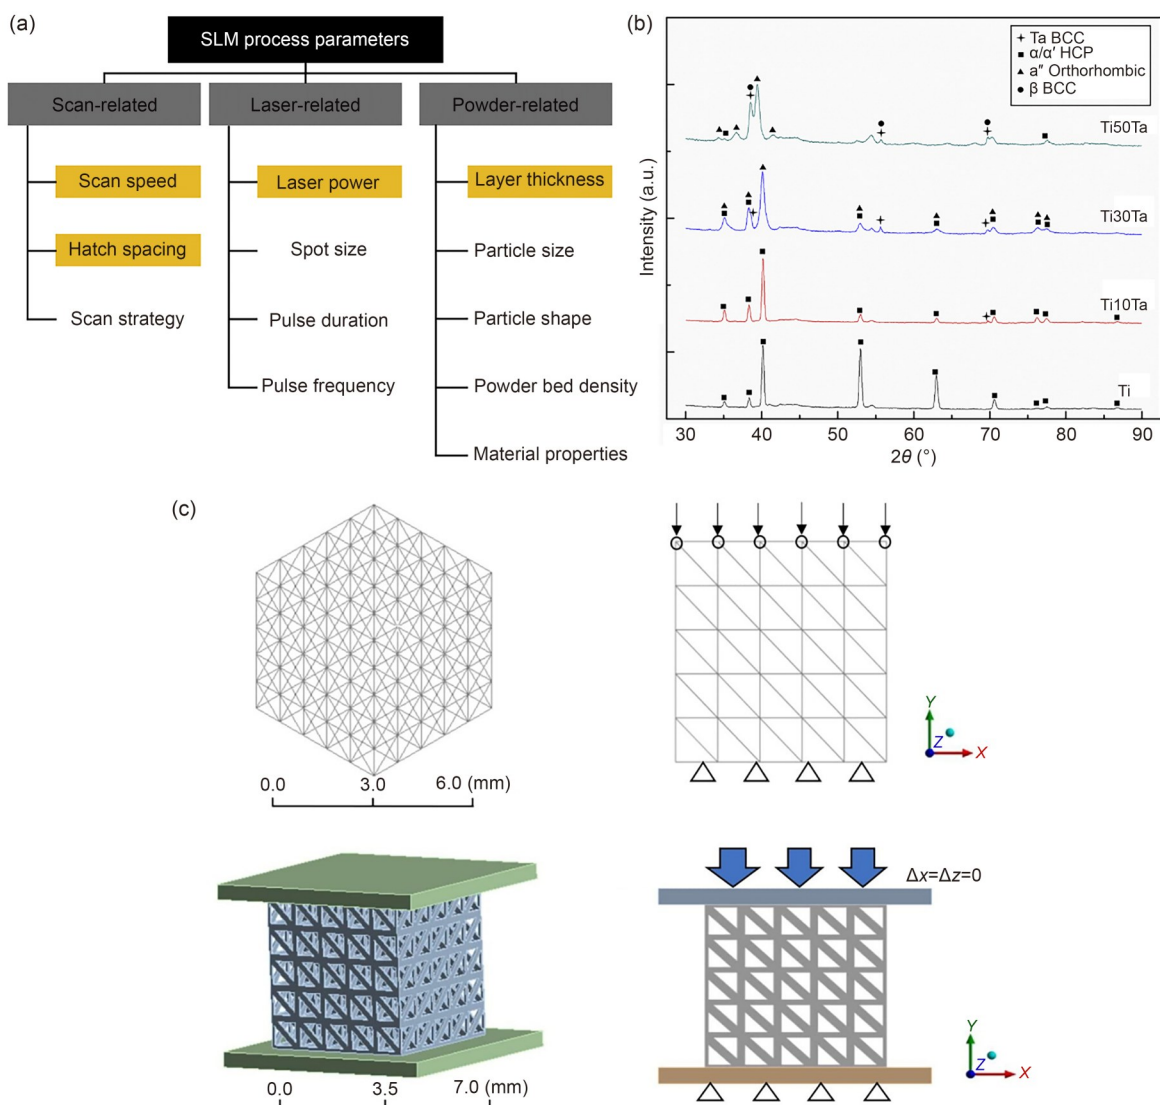 (a)
SLM process parameters
Scan-related
Laser-related
Powder-related
Scan speed
Laser power
Layer thickness
Hatch spacing
Spot size
Particle size
Scan strategy
Pulse duration
Particle shape
Pulse frequency
Powder bed density
Material properties
(b)
Ta BCC
α/α′ HCP
a″ Orthorhombic
β BCC
Ti50Ta
Ti30Ta
Ti10Ta
Ti
Intensity (a.u.)
30 40 50 60 70 80 90
2θ (°)
(c)
0.0 3.0 6.0 (mm)
Y
Z
X
Δx=Δz=0
0.0 3.5 7.0 (mm)
Y
Z
X